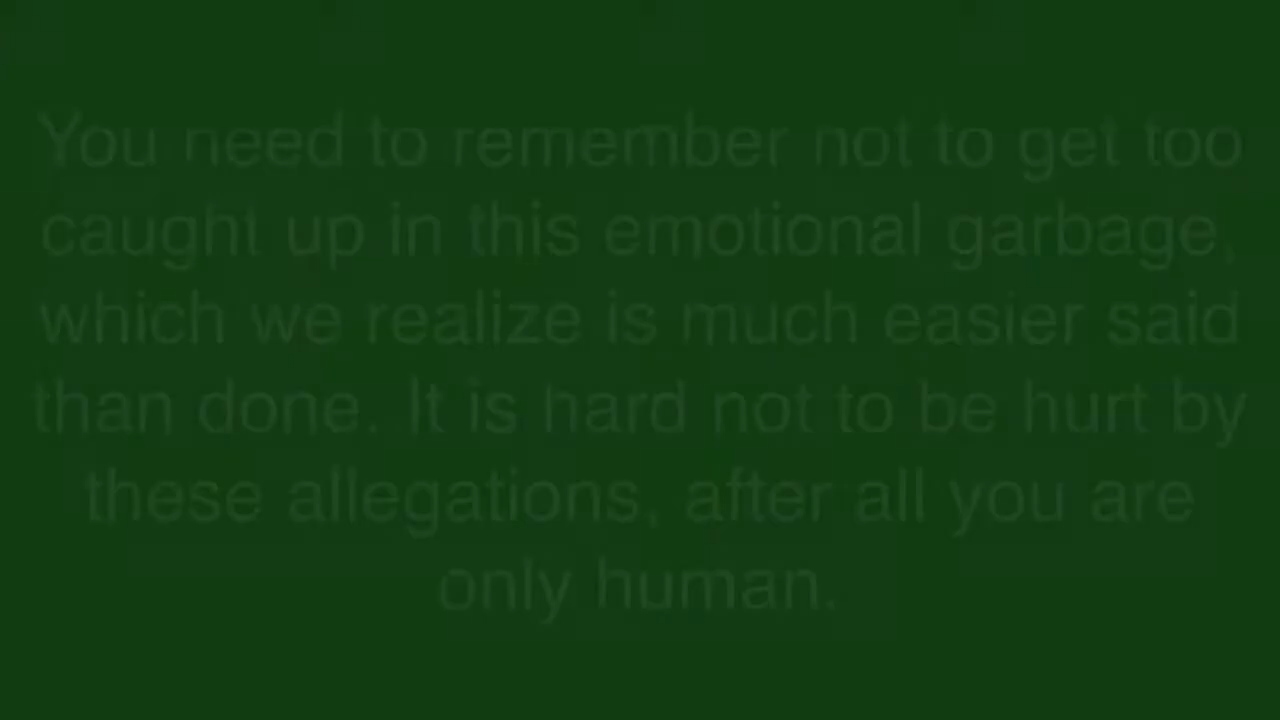 You need to remember not to get too
caught up in this emotional garbage,
which we realize is much easier said
than done. It is hard not to be hurt by
these allegations, after all you are
only human.